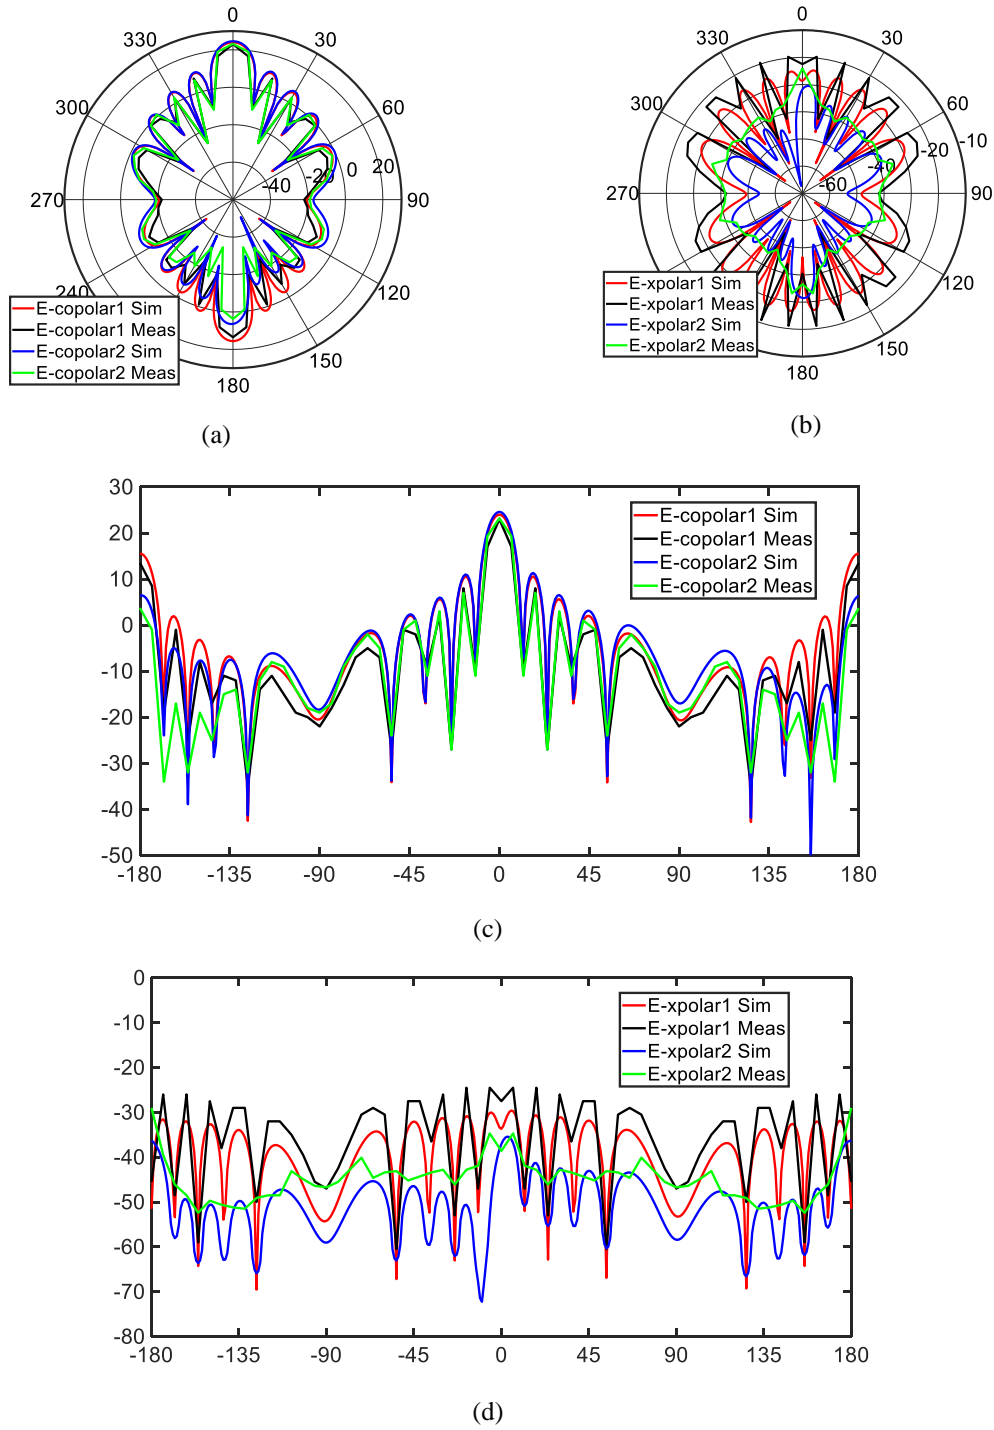 0
330
30
300
60
-40
-20
0
20
270
90
240
120
150
180
E-copolar1 Sim
E-copolar1 Meas
E-copolar2 Sim
E-copolar2 Meas
(a)
0
330
30
300
60
-60
-40
-20
-10
270
90
120
150
180
E-xpolar1 Sim
E-xpolar1 Meas
E-xpolar2 Sim
E-xpolar2 Meas
(b)
30
20
10
0
-10
-20
-30
-40
-50
-180 -135 -90 -45 0 45 90 135 180
E-copolar1 Sim
E-copolar1 Meas
E-copolar2 Sim
E-copolar2 Meas
(c)
0
-10
-20
-30
-40
-50
-60
-70
-80
-180 -135 -90 -45 0 45 90 135 180
E-xpolar1 Sim
E-xpolar1 Meas
E-xpolar2 Sim
E-xpolar2 Meas
(d)